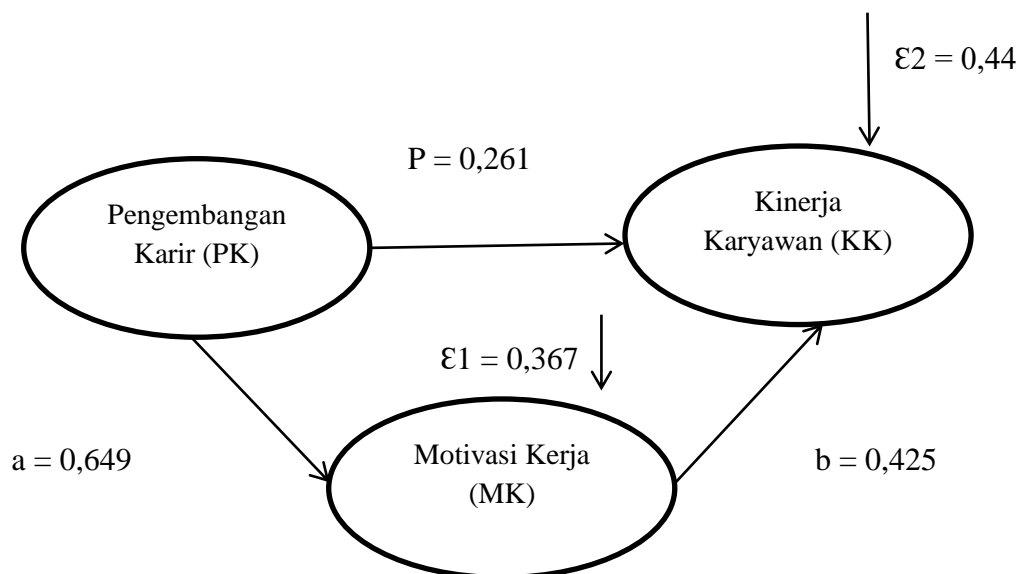 Ɛ2 = 0,44
P = 0,261
Pengembangan
Karir (PK)
Kinerja
Karyawan (KK)
Ɛ1 = 0,367
a = 0,649
Motivasi Kerja
(MK)
b = 0,425